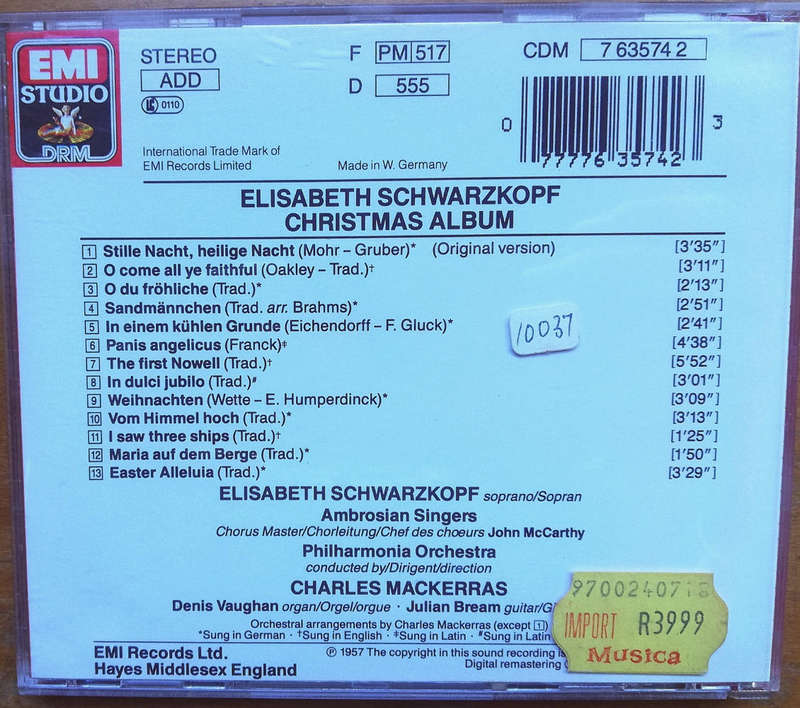 EMI
STUDIO
DRM
STEREO
ADD
LC 0110
F PM 517
D 555
CDM 7 63574 2
0 77776 35742 3
International Trade Mark of
EMI Records Limited
Made in W. Germany
ELISABETH SCHWARZKOPF
CHRISTMAS ALBUM
1 Stille Nacht, heilige Nacht (Mohr – Gruber)* (Original version) [3'35"]
2 O come all ye faithful (Oakley – Trad.)† [3'11"]
3 O du fröhliche (Trad.)* [2'13"]
4 Sandmännchen (Trad. arr. Brahms)* [2'51"]
5 In einem kühlen Grunde (Eichendorff – F. Gluck)* [2'41"]
6 Panis angelicus (Franck)‡ [4'38"]
7 The first Nowell (Trad.)† [5'52"]
8 In dulci jubilo (Trad.)# [3'01"]
9 Weihnachten (Wette – E. Humperdinck)* [3'09"]
10 Vom Himmel hoch (Trad.)* [3'13"]
11 I saw three ships (Trad.)† [1'25"]
12 Maria auf dem Berge (Trad.)* [1'50"]
13 Easter Alleluia (Trad.)* [3'29"]
10037
ELISABETH SCHWARZKOPF soprano/Sopran
Ambrosian Singers
Chorus Master/Chorleitung/Chef des chœurs John McCarthy
Philharmonia Orchestra
conducted by/Dirigent/direction
CHARLES MACKERRAS
Denis Vaughan organ/Orgel/orgue · Julian Bream guitar/
Orchestral arrangements by Charles Mackerras (except 1)
*Sung in German · †Sung in English · ‡Sung in Latin · #Sung in Latin
EMI Records Ltd.
Hayes Middlesex England
℗ 1957 The copyright in this sound recording
Digital remastering
IMPORT R3999
Musica